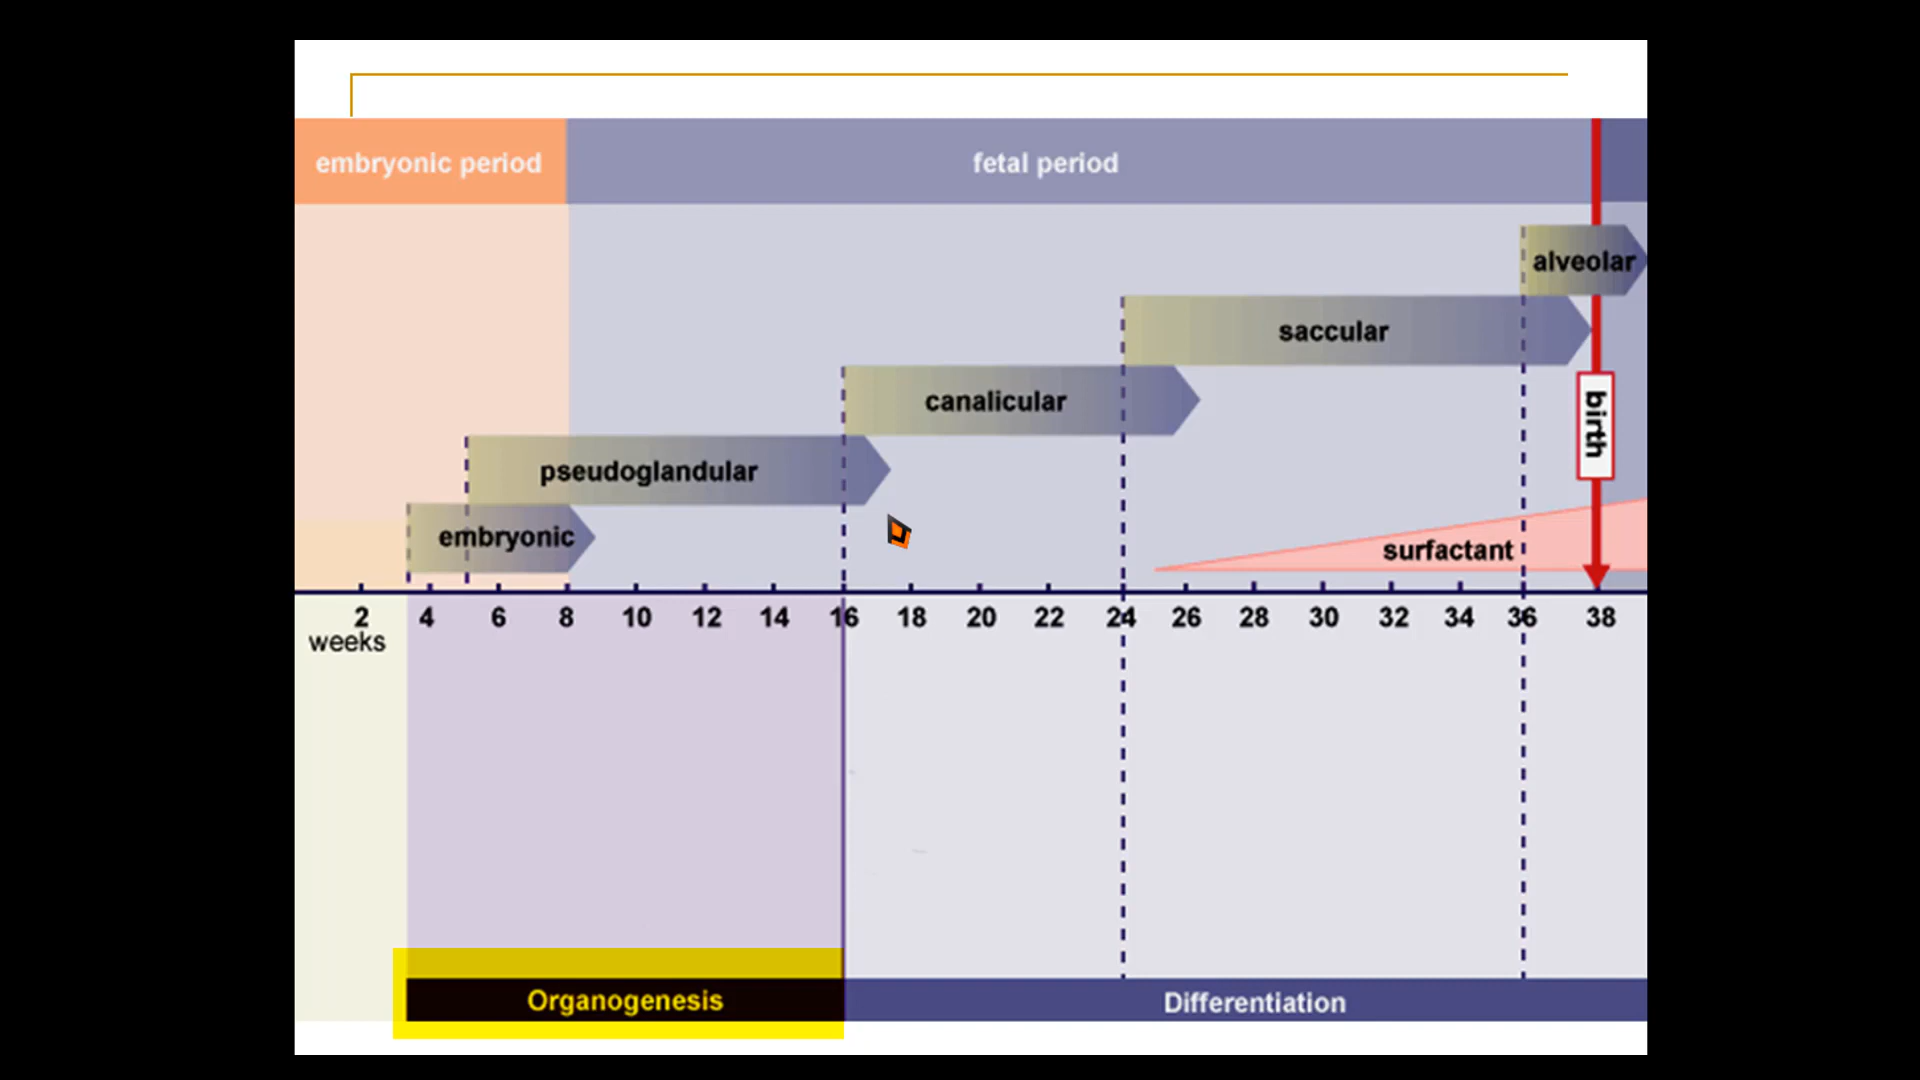 embryonic period
fetal period
alveolar
saccular
canalicular
birth
pseudoglandular
embryonic
surfactant
2 4 6 8 10 12 14 16 18 20 22 24 26 28 30 32 34 36 38
weeks
Organogenesis
Differentiation